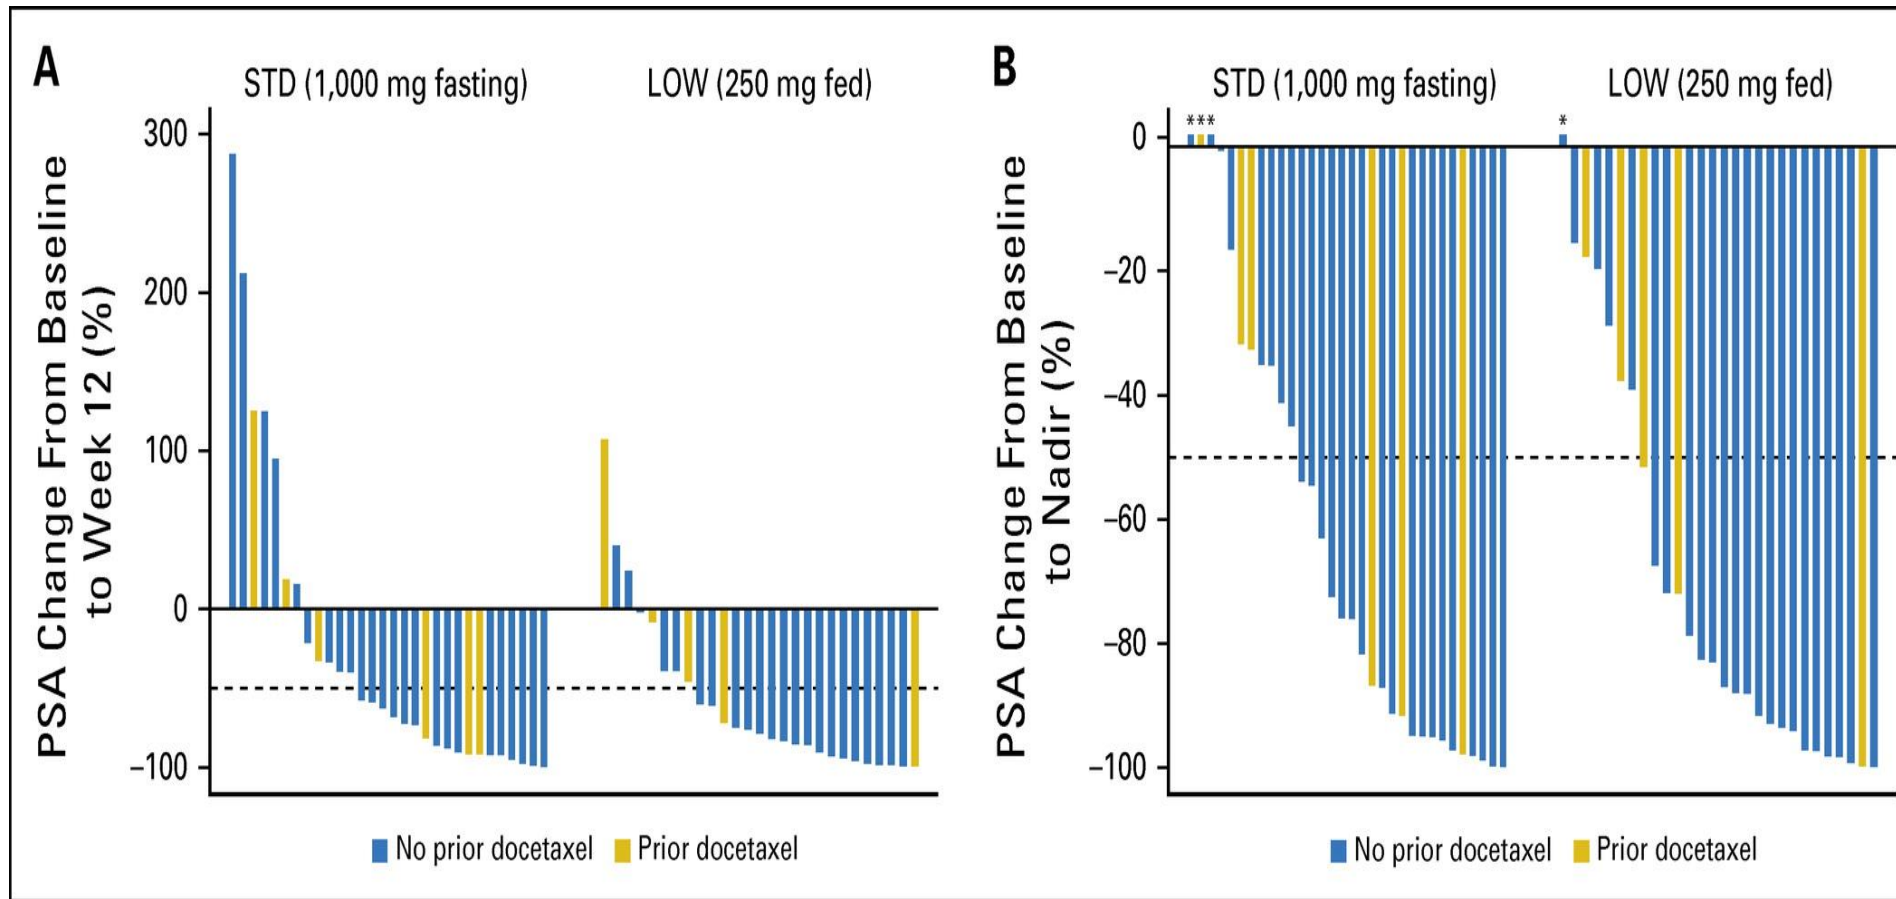 A
STD (1,000 mg fasting)
LOW (250 mg fed)
PSA Change From Baseline
to Week 12 (%)
300
200
100
0
–100
No prior docetaxel
Prior docetaxel
B
STD (1,000 mg fasting)
LOW (250 mg fed)
PSA Change From Baseline
to Nadir (%)
***
*
0
–20
–40
–60
–80
–100
No prior docetaxel
Prior docetaxel